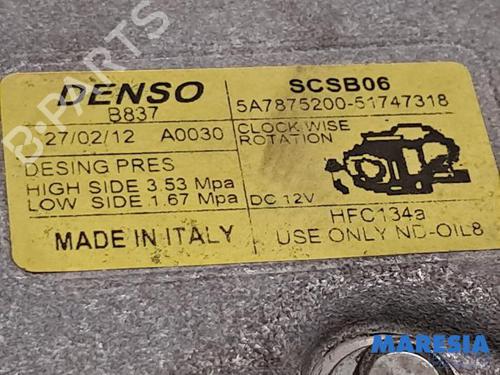 DENSO
B837
27/02/12 A0030
DESING PRES
HIGH SIDE 3.53 Mpa
LOW SIDE 1.67 Mpa
MADE IN ITALY
SCSB06
5A7875200-51747318
CLOCK WISE
ROTATION
DC 12V
HFC134a
USE ONLY ND-OIL8
B-PARTS
MARESIA